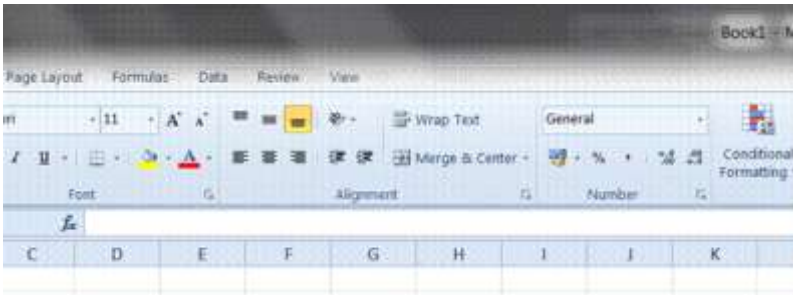 Book1 - M
Page Layout Formulas Data Review View
11 A A Wrap Text General
I U A Merge & Center % Conditional
Formatting
Font Alignment Number
fx
C D E F G H I J K